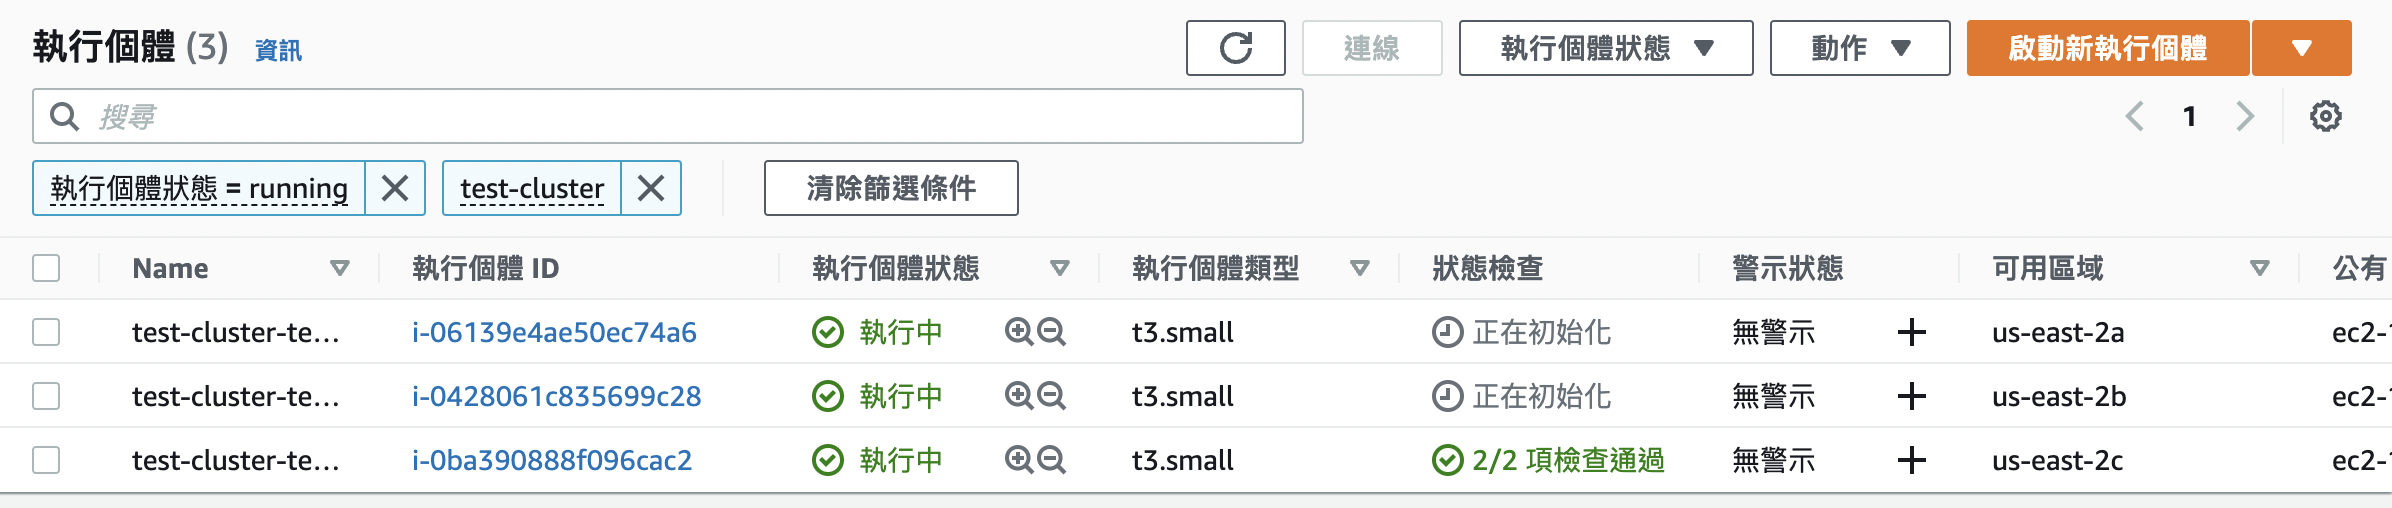 執行個體 (3) 資訊 連線 執行個體狀態 動作 啟動新執行個體
搜尋 1
執行個體狀態 = running test-cluster 清除篩選條件
Name 執行個體 ID 執行個體狀態 執行個體類型 狀態檢查 警示狀態 可用區域 公有
test-cluster-te... i-06139e4ae50ec74a6 執行中 t3.small 正在初始化 無警示 us-east-2a ec2-1
test-cluster-te... i-0428061c835699c28 執行中 t3.small 正在初始化 無警示 us-east-2b ec2-1
test-cluster-te... i-0ba390888f096cac2 執行中 t3.small 2/2 項檢查通過 無警示 us-east-2c ec2-1